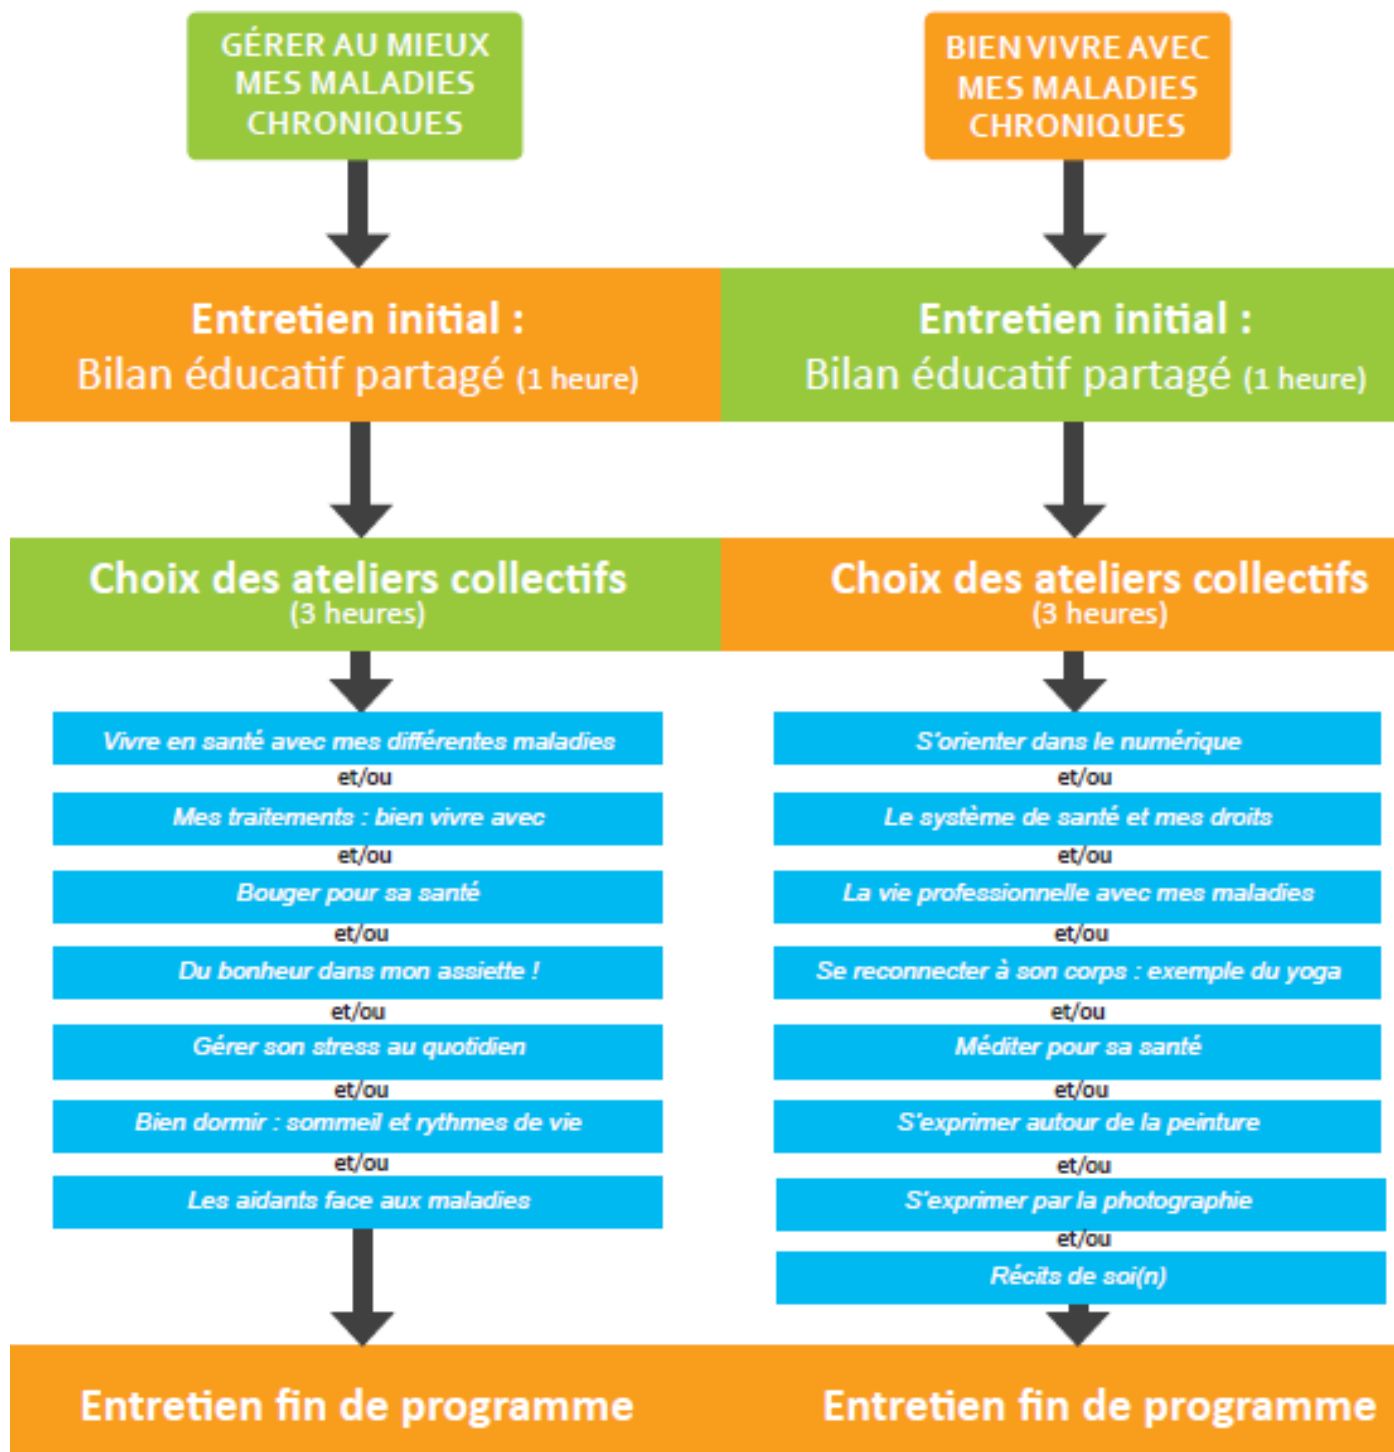 GÉRER AU MIEUX
MES MALADIES
CHRONIQUES
Entretien initial :
Bilan éducatif partagé (1 heure)
Choix des ateliers collectifs
(3 heures)
Vivre en santé avec mes différentes maladies
et/ou
Mes traitements : bien vivre avec
et/ou
Bouger pour sa santé
et/ou
Du bonheur dans mon assiette !
et/ou
Gérer son stress au quotidien
et/ou
Bien dormir : sommeil et rythmes de vie
et/ou
Les aidants face aux maladies
Entretien fin de programme
BIEN VIVRE AVEC
MES MALADIES
CHRONIQUES
Entretien initial :
Bilan éducatif partagé (1 heure)
Choix des ateliers collectifs
(3 heures)
S'orienter dans le numérique
et/ou
Le système de santé et mes droits
et/ou
La vie professionnelle avec mes maladies
et/ou
Se reconnecter à son corps : exemple du yoga
et/ou
Méditer pour sa santé
et/ou
S'exprimer autour de la peinture
et/ou
S'exprimer par la photographie
et/ou
Récits de soi(n)
Entretien fin de programme